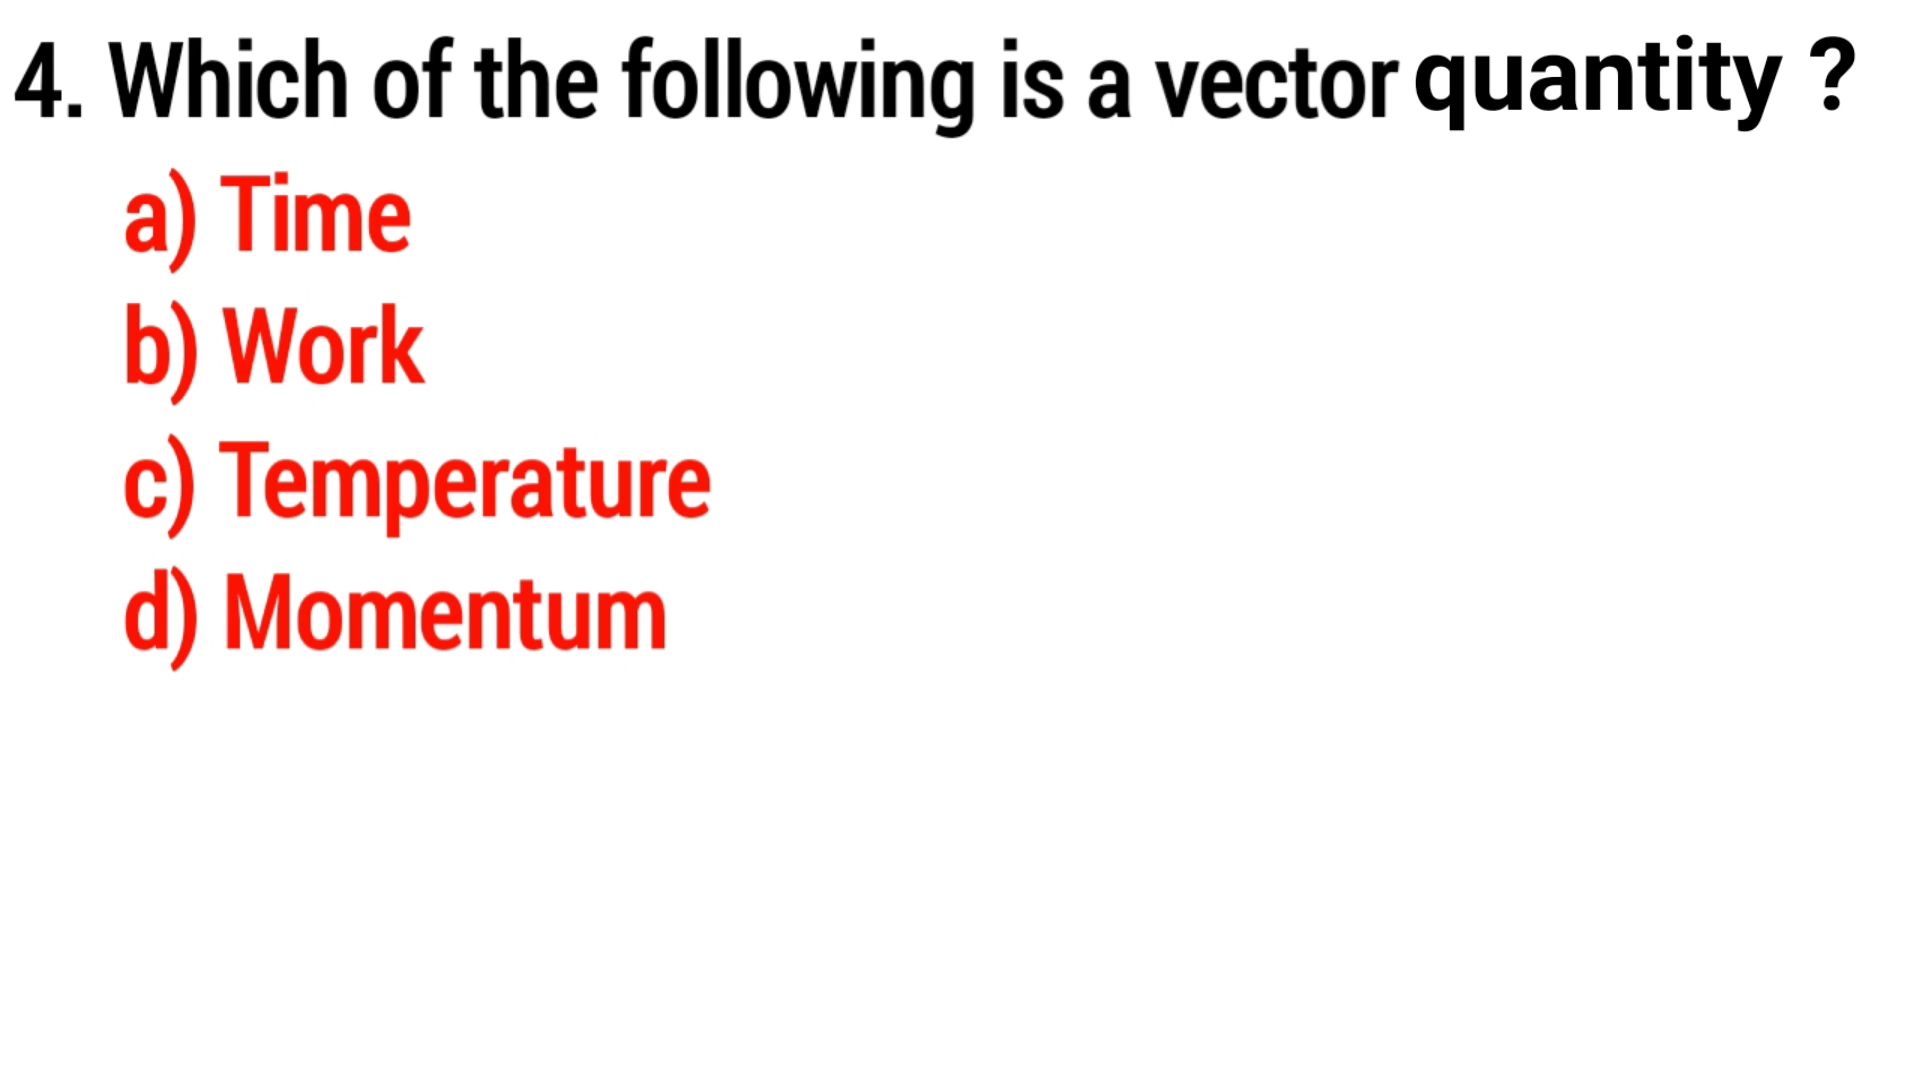 4. Which of the following is a vector quantity ?
a) Time
b) Work
c) Temperature
d) Momentum